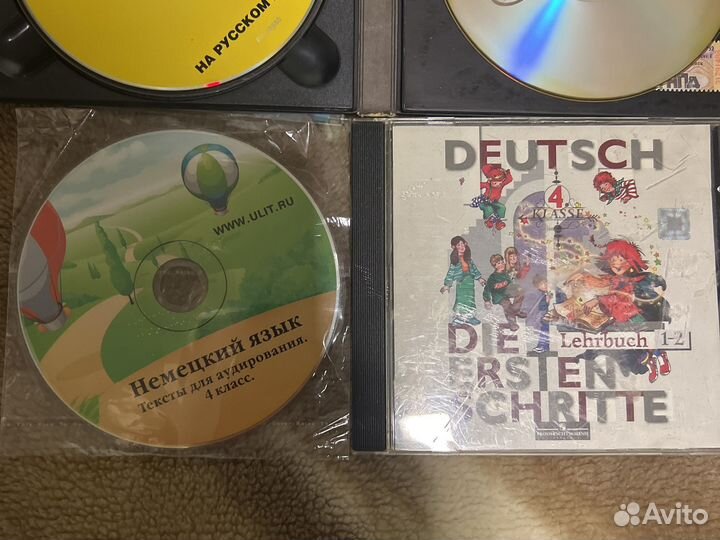 НА РУССКОМ
WWW.ULIT.RU
Немецкий язык
Тексты для аудирования.
4 класс.
DEUTSCH
4
KLASSE
Lehrbuch 1-2
DIE
ERSTEN
SCHRITTE
Avito